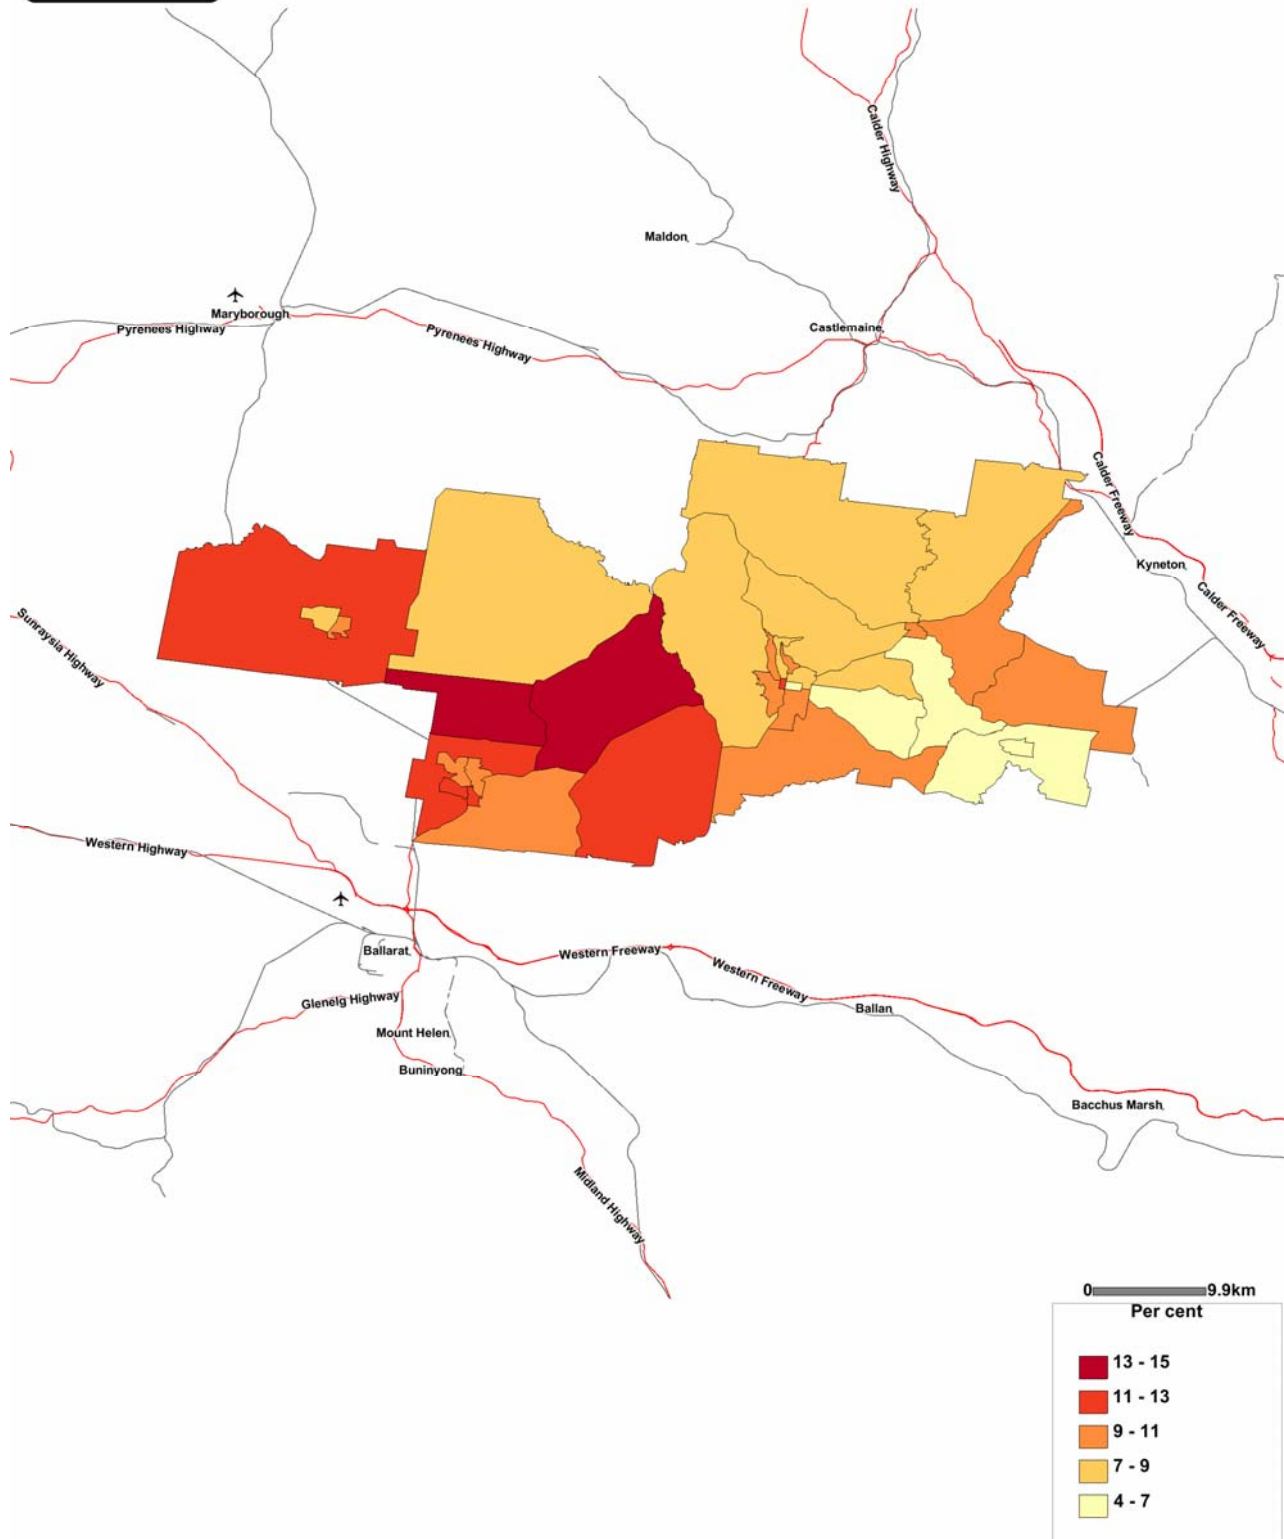 Calder Highway
Maldon
Maryborough
Pyrenees Highway
Pyrenees Highway
Castlemaine
Calder Freeway
Kyneton
Calder Freeway
Sunraysia Highway
Western Highway
Ballarat
Western Freeway
Western Freeway
Glenelg Highway
Ballan
Mount Helen
Buninyong
Bacchus Marsh
Midland Highway
0 9.9km
Per cent
13 - 15
11 - 13
9 - 11
7 - 9
4 - 7